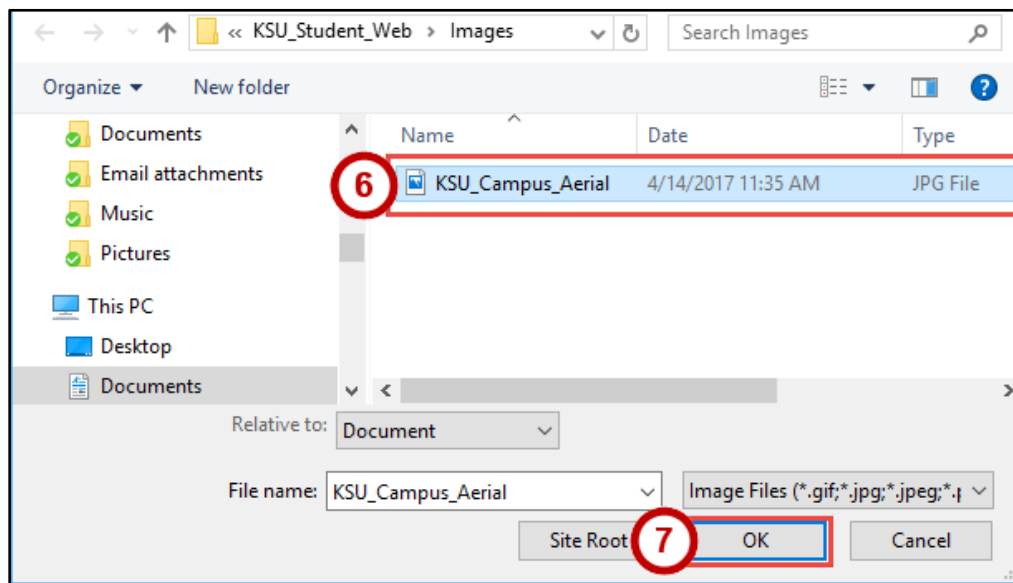 « KSU_Student_Web › Images
Search Images
Organize
New folder
?
Documents
Email attachments
Music
Pictures
This PC
Desktop
Documents
Name Date Type
6
KSU_Campus_Aerial 4/14/2017 11:35 AM JPG File
Relative to: Document
File name: KSU_Campus_Aerial
Image Files (*.gif;*.jpg;*.jpeg;*.p
Site Root
7
OK
Cancel